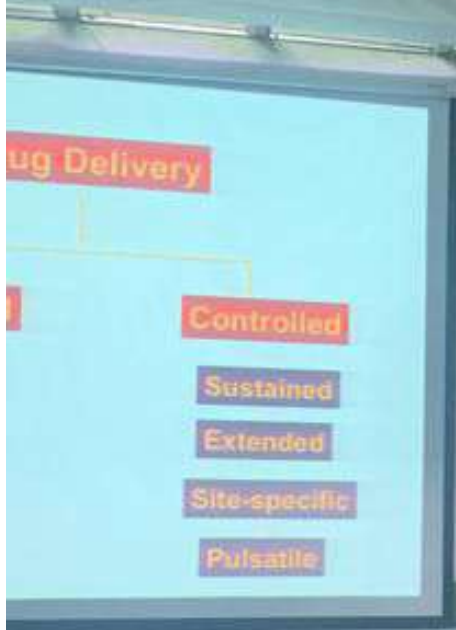 ug Delivery
Controlled
Sustained
Extended
Site-specific
Pulsatile